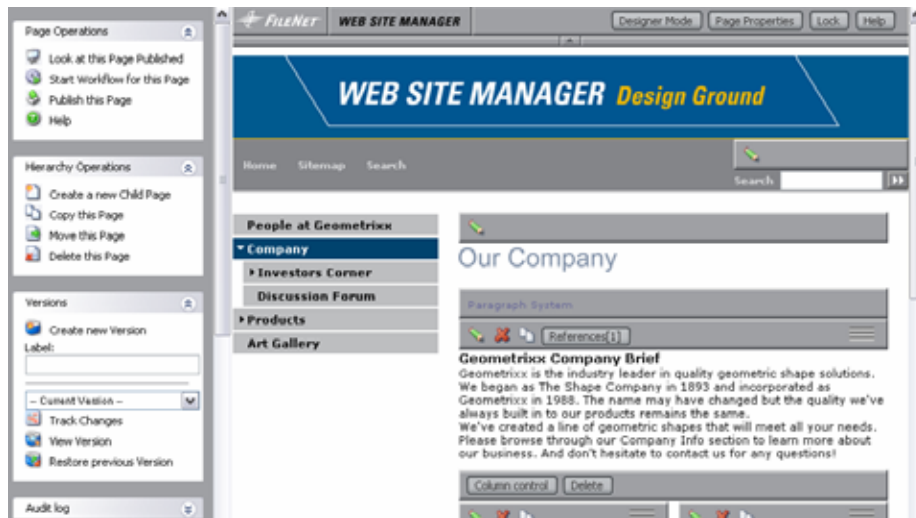 Page Operations
Look at this Page Published
Start Workflow for this Page
Publish this Page
Help
Hierarchy Operations
Create a new Child Page
Copy this Page
Move this Page
Delete this Page
Versions
Create new Version
Label:
-- Current Version --
Track Changes
View Version
Restore previous Version
Audit log
FILENET WEB SITE MANAGER
Designer Mode Page Properties Lock Help
WEB SITE MANAGER Design Ground
Home Sitemap Search
Search
People at Geometrixx
Company
Investors Corner
Discussion Forum
Products
Art Gallery
Our Company
Paragraph System
References[1]
Geometrixx Company Brief
Geometrixx is the industry leader in quality geometric shape solutions.
We began as The Shape Company in 1893 and incorporated as
Geometrixx in 1988. The name may have changed but the quality we've
always built in to our products remains the same.
We've created a line of geometric shapes that will meet all your needs.
Please browse through our Company Info section to learn more about
our business. And don't hesitate to contact us for any questions!
Column control Delete